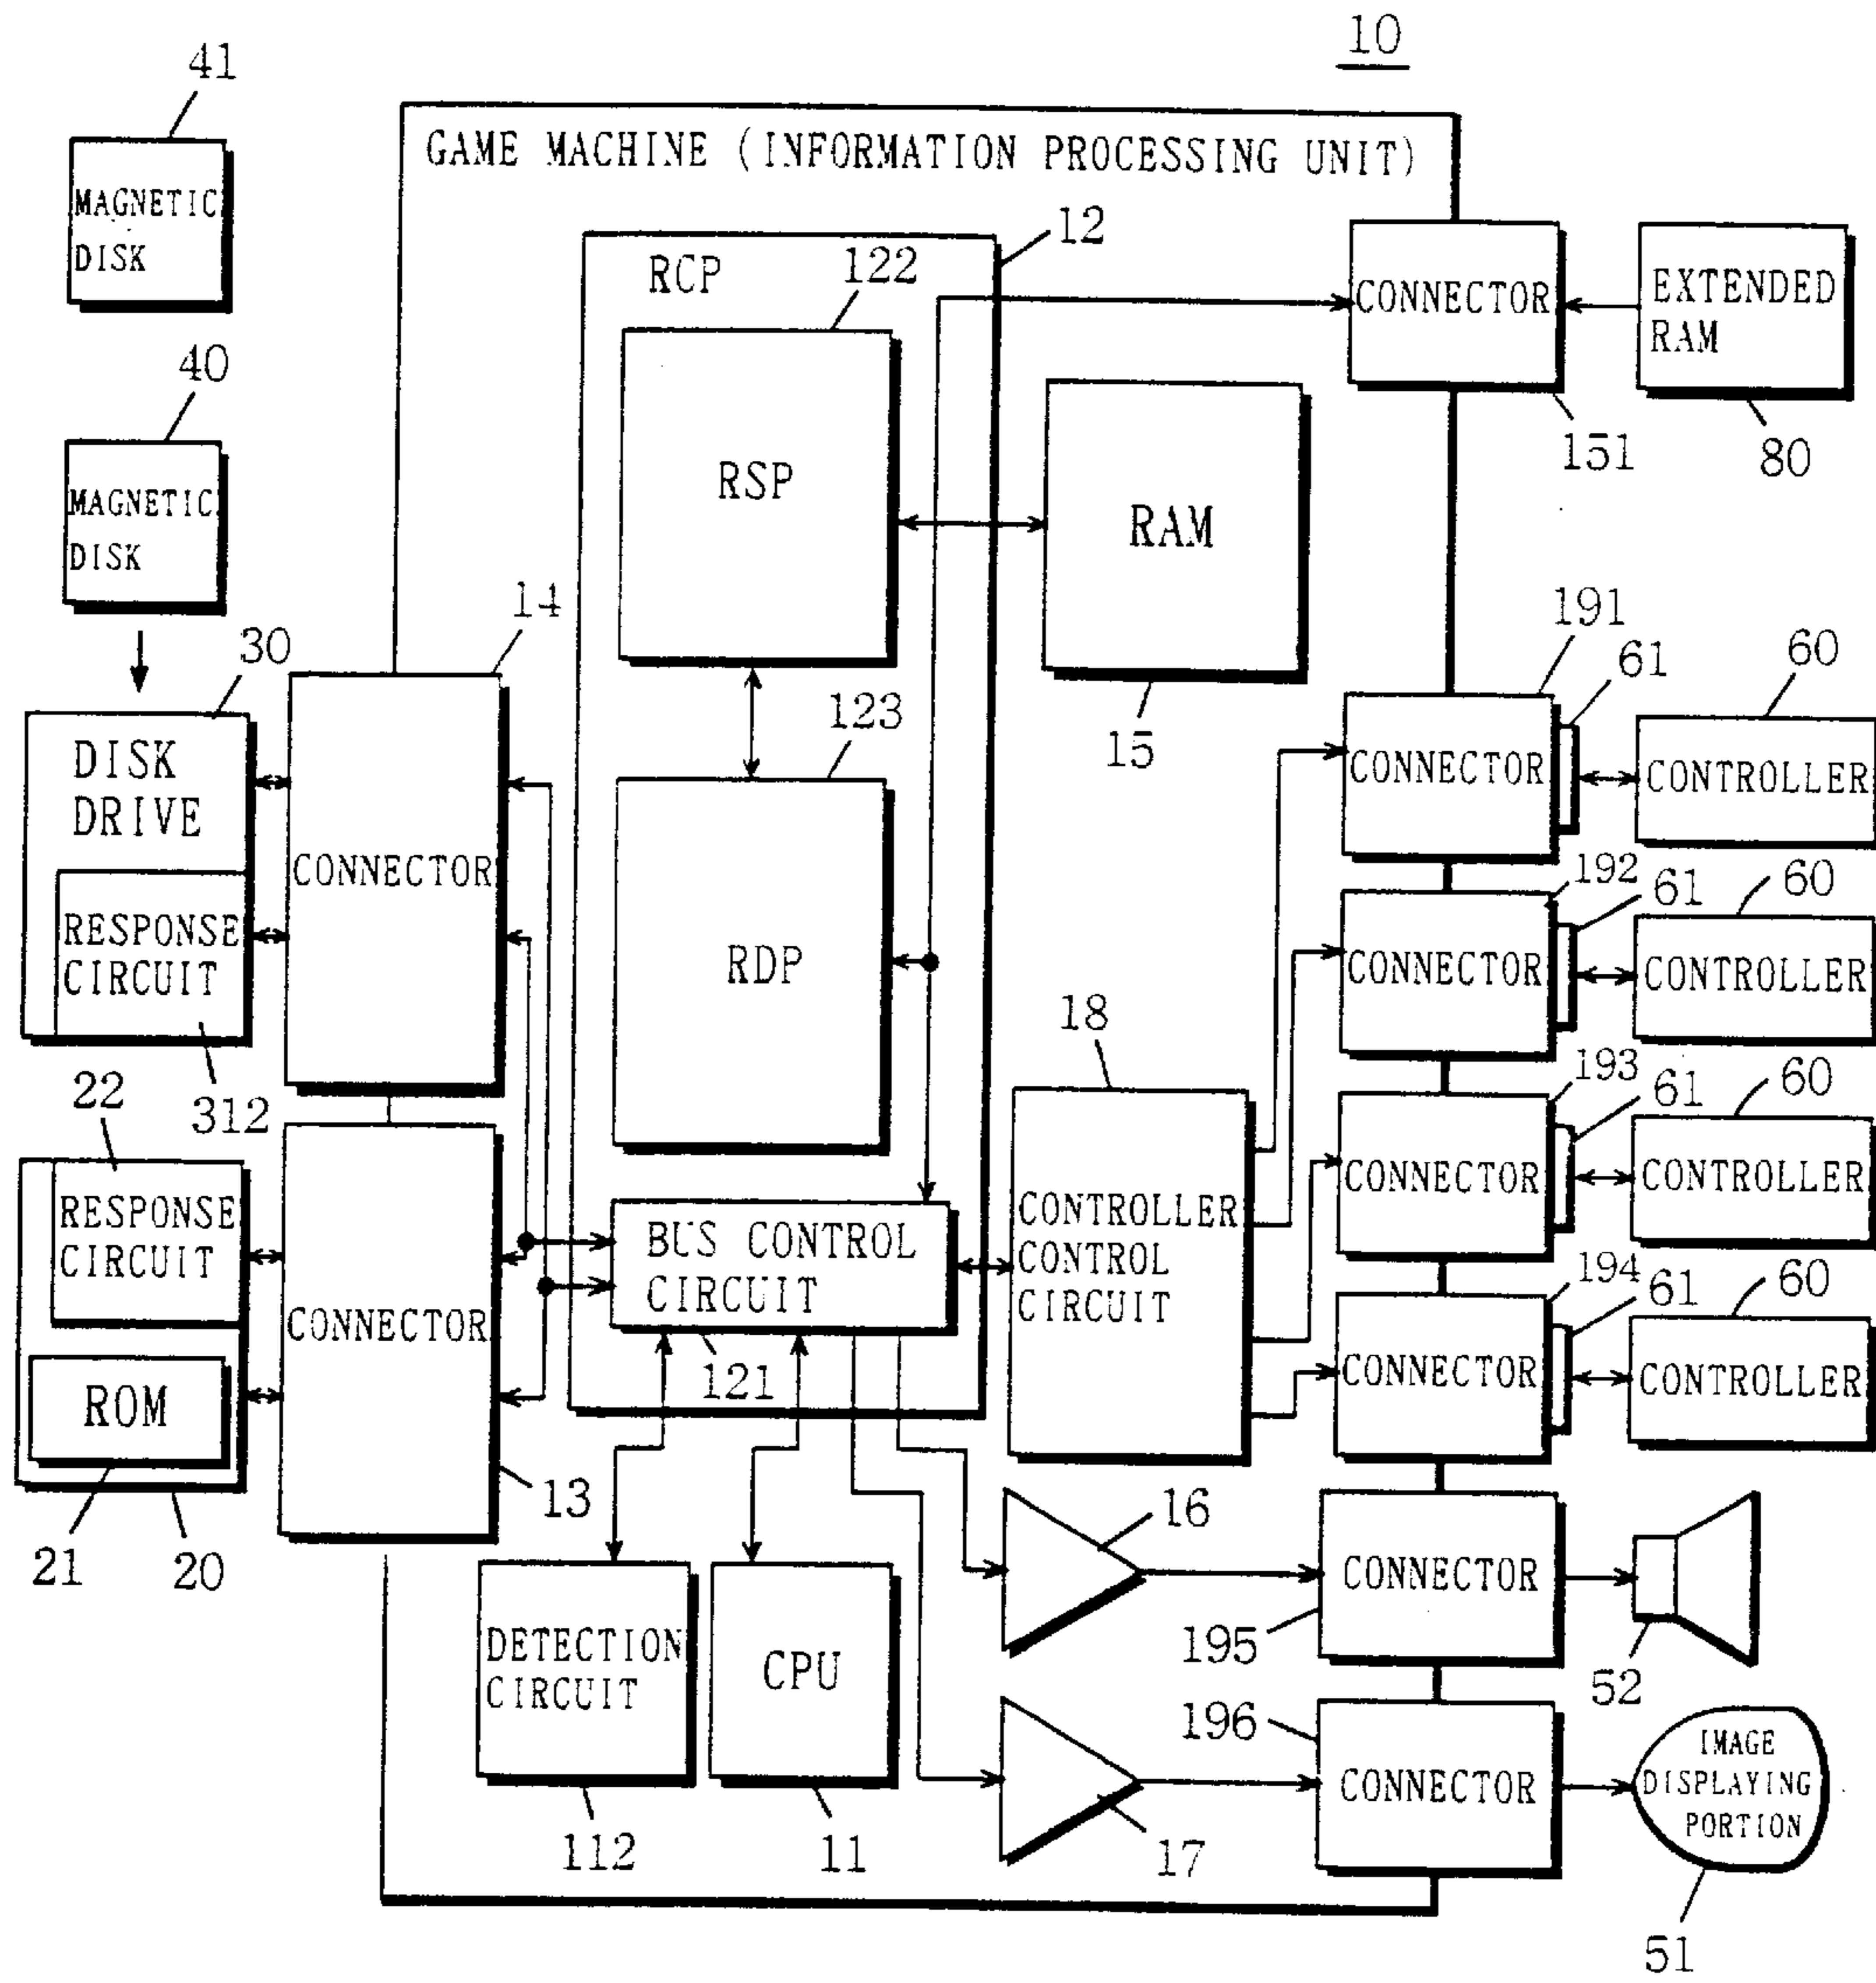 10
41
GAME MACHINE (INFORMATION PROCESSING UNIT)
MAGNETIC
DISK
12
RCP
122
CONNECTOR
EXTENDED
RAM
151
80
40
MAGNETIC
DISK
RSP
RAM
14
15
30
123
191
61
60
DISK
DRIVE
CONNECTOR
CONNECTOR
CONTROLLER
RESPONSE
CIRCUIT
312
RDP
192
61
60
CONNECTOR
CONTROLLER
18
193
61
60
22
RESPONSE
CIRCUIT
CONNECTOR
CONTROLLER
BUS CONTROL
CIRCUIT
CONTROLLER
CONTROL
CIRCUIT
194
61
60
CONNECTOR
121
CONNECTOR
CONTROLLER
ROM
21
20
13
16
CONNECTOR
195
52
DETECTION
CIRCUIT
CPU
196
CONNECTOR
IMAGE
DISPLAYING
PORTION
112
11
17
51